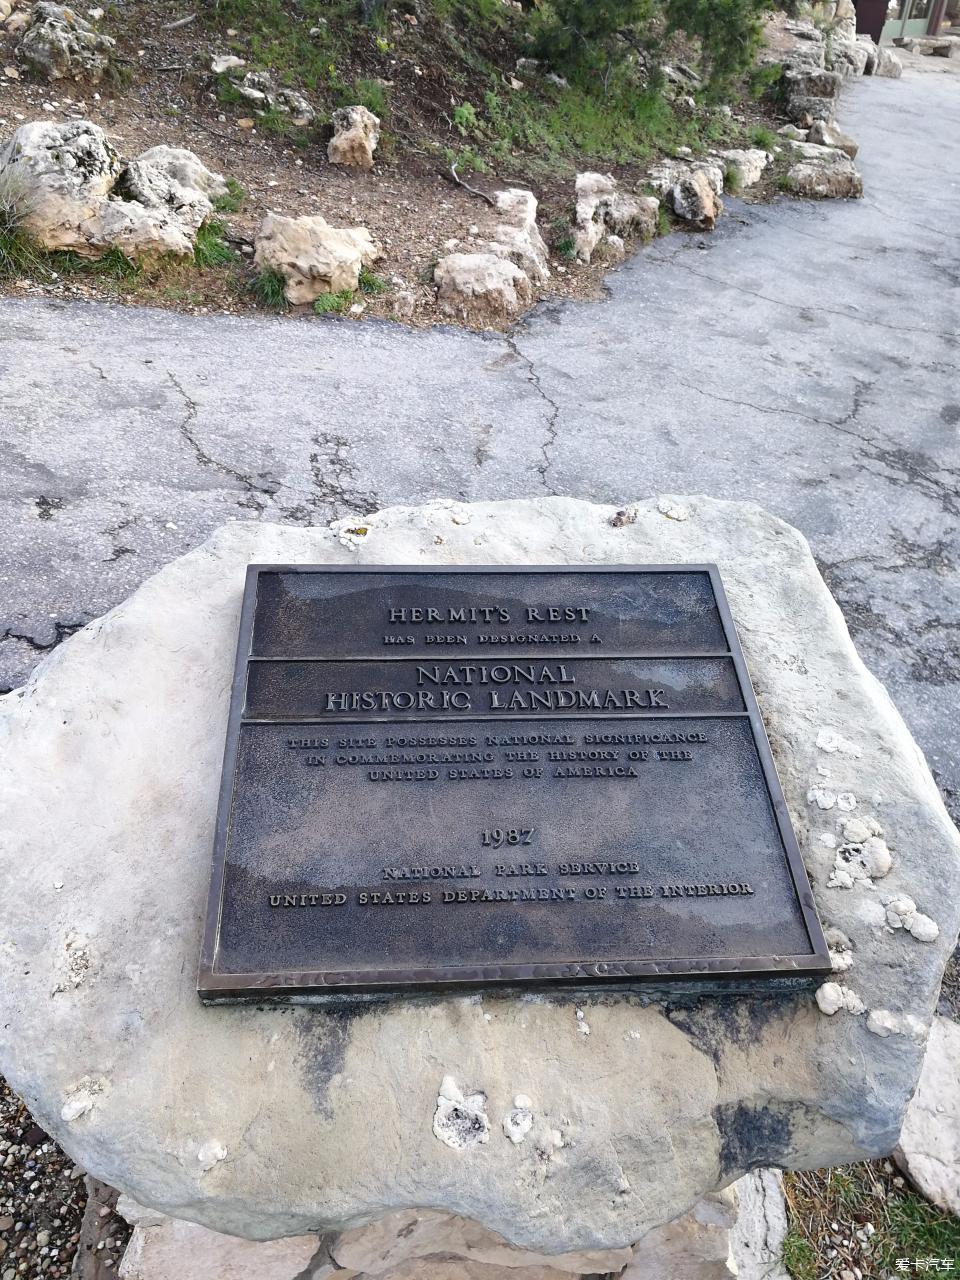 HERMIT'S REST
HAS BEEN DESIGNATED A
NATIONAL
HISTORIC LANDMARK
THIS SITE POSSESSES NATIONAL SIGNIFICANCE
IN COMMEMORATING THE HISTORY OF THE
UNITED STATES OF AMERICA
1987
NATIONAL PARK SERVICE
UNITED STATES DEPARTMENT OF THE INTERIOR
爱卡汽车